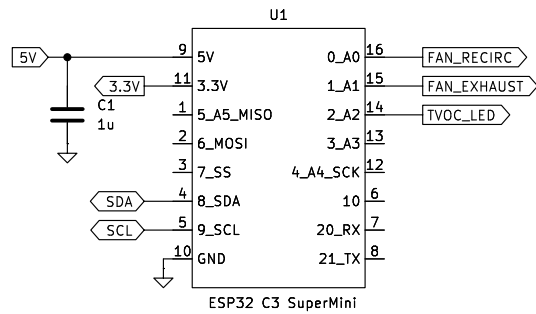 U1
5V 9 5V 0_A0 16 FAN_RECIRC
3.3V 11 3.3V 1_A1 15 FAN_EXHAUST
C1 1 5_A5_MISO 2_A2 14 TVOC_LED
1u
2 6_MOSI 3_A3 13
3 7_SS 4_A4_SCK 12
SDA 4 8_SDA 10 6
SCL 5 9_SCL 20_RX 7
10 GND 21_TX 8
ESP32 C3 SuperMini